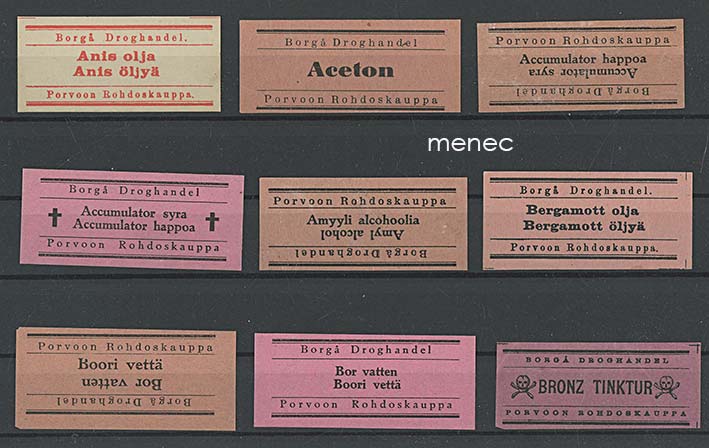 Borgå Droghandel.
Anis olja
Anis öljyä
Porvoon Rohdoskauppa.
Borgå Droghandel.
Aceton
Porvoon Rohdoskauppa
Porvoon Rohdoskauppa
Accumulator happoa
Accumulator syra
Borgå Droghandel
menec
Borgå Droghandel
Accumulator syra
Accumulator happoa
Porvoon Rohdoskauppa
Porvoon Rohdoskauppa
Amyyli alcohoolia
Amyl alcohol
Borgå Droghandel
Borgå Droghandel.
Bergamott olja
Bergamott öljyä
Porvoon Rohdoskauppa.
Porvoon Rohdoskauppa
Boori vettä
Bor vatten
Borgå Droghandel
Borgå Droghandel
Bor vatten
Boori vettä
Porvoon Rohdoskauppa
BORGÅ DROGHANDEL
BRONZ TINKTUR
PORVOON ROHDOSKAUPPA